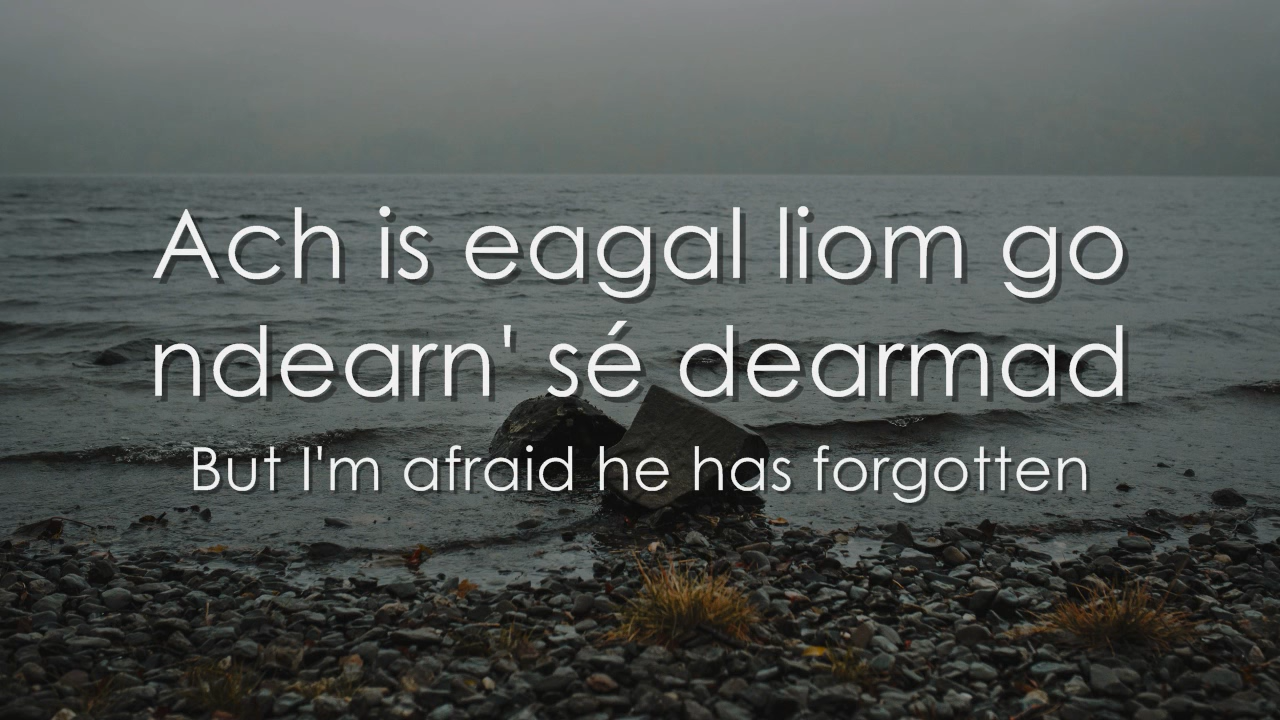 Ach is eagal liom go
ndearn' sé dearmad
But I'm afraid he has forgotten